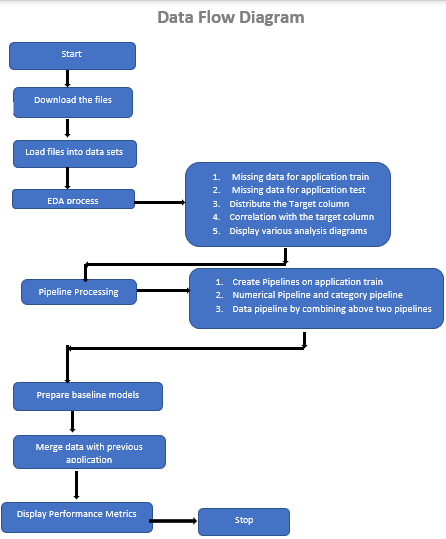 Data Flow Diagram
Start
Download the files
Load files into data sets
EDA process
1. Missing data for application train
2. Missing data for application test
3. Distribute the Target column
4. Correlation with the target column
5. Display various analysis diagrams
Pipeline Processing
1. Create Pipelines on application train
2. Numerical Pipeline and category pipeline
3. Data pipeline by combining above two pipelines
Prepare baseline models
Merge data with previous
application
Display Performance Metrics
Stop